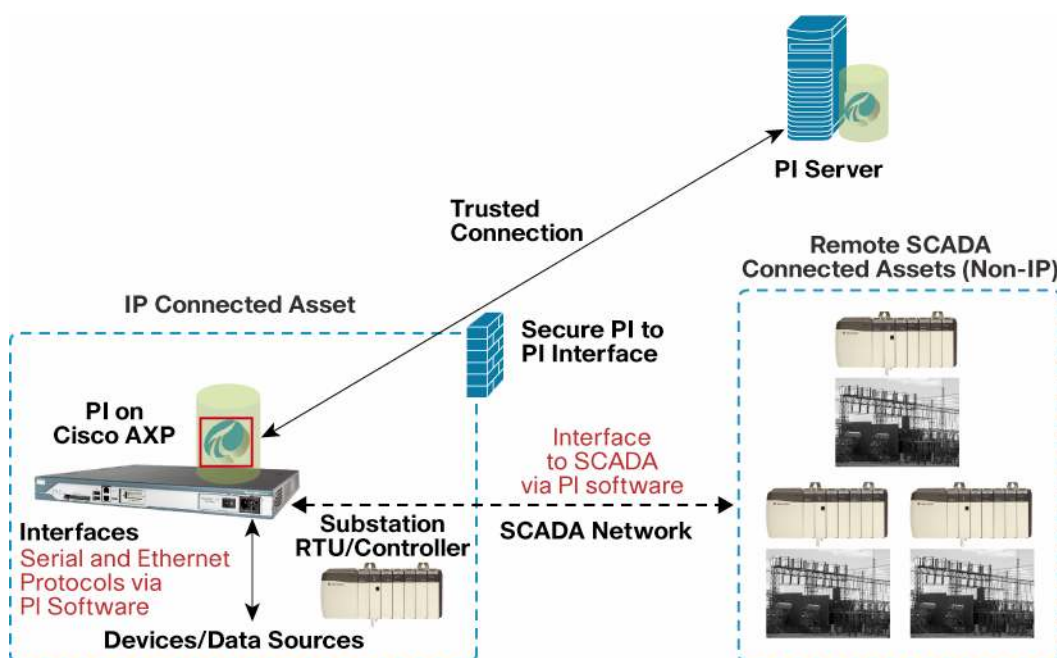 PI Server
Trusted
Connection
Remote SCADA
Connected Assets (Non-IP)
IP Connected Asset
Secure PI to
PI Interface
PI on
Cisco AXP
Interface
to SCADA
via PI software
SCADA Network
Interfaces
Serial and Ethernet
Protocols via
PI Software
Substation
RTU/Controller
Devices/Data Sources